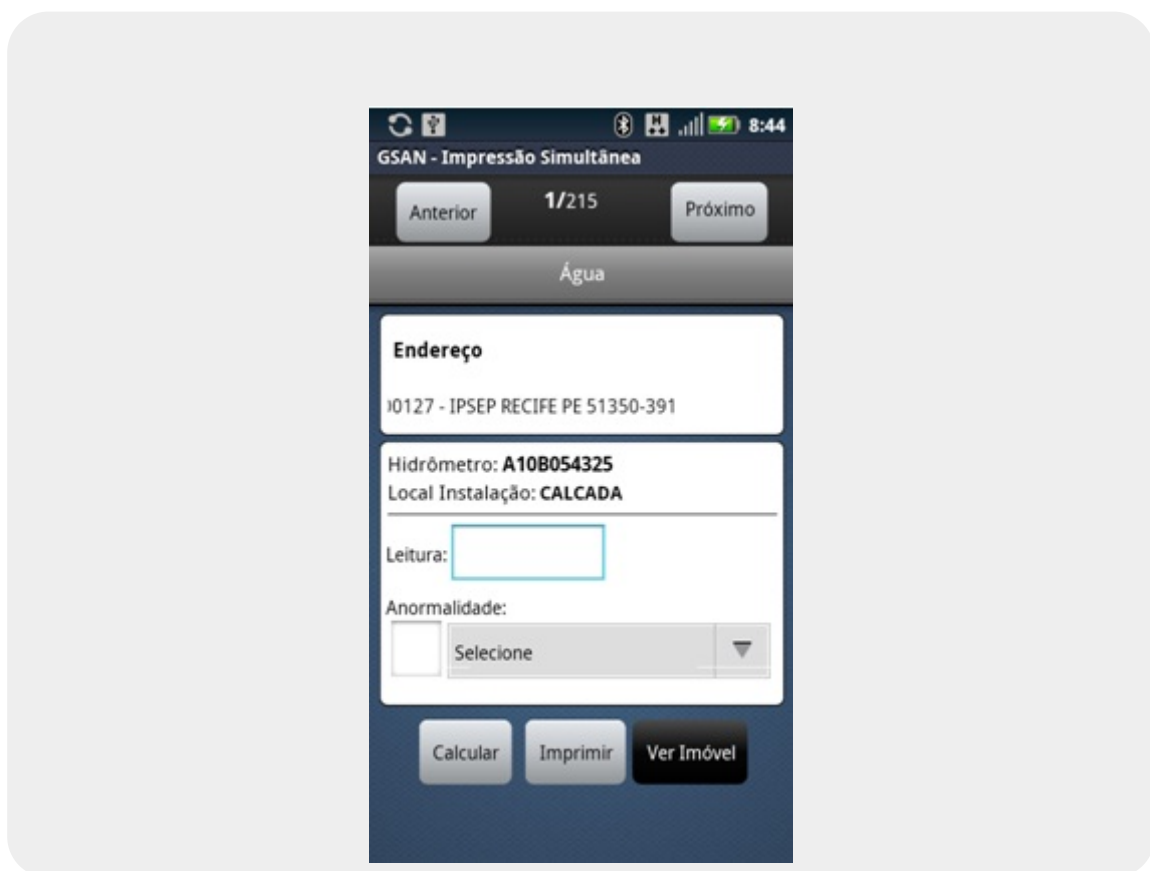 8:44
GSAN - Impressão Simultânea
Anterior 1/215 Próximo
Água
Endereço
00127 - IPSEP RECIFE PE 51350-391
Hidrômetro: A10B054325
Local Instalação: CALCADA
Leitura:
Anormalidade:
Selecione
Calcular Imprimir Ver Imóvel